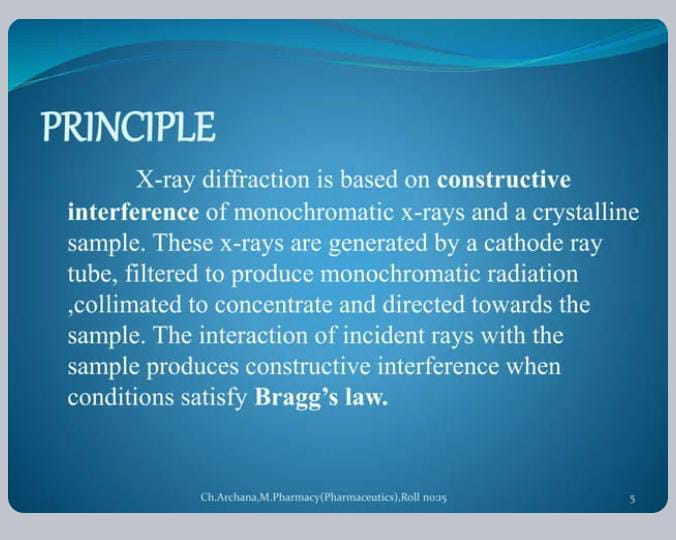 PRINCIPLE
X-ray diffraction is based on constructive
interference of monochromatic x-rays and a crystalline
sample. These x-rays are generated by a cathode ray
tube, filtered to produce monochromatic radiation
,collimated to concentrate and directed towards the
sample. The interaction of incident rays with the
sample produces constructive interference when
conditions satisfy Bragg’s law.
Ch.Archana,M.Pharmacy(Pharmaceutics),Roll no:15
5